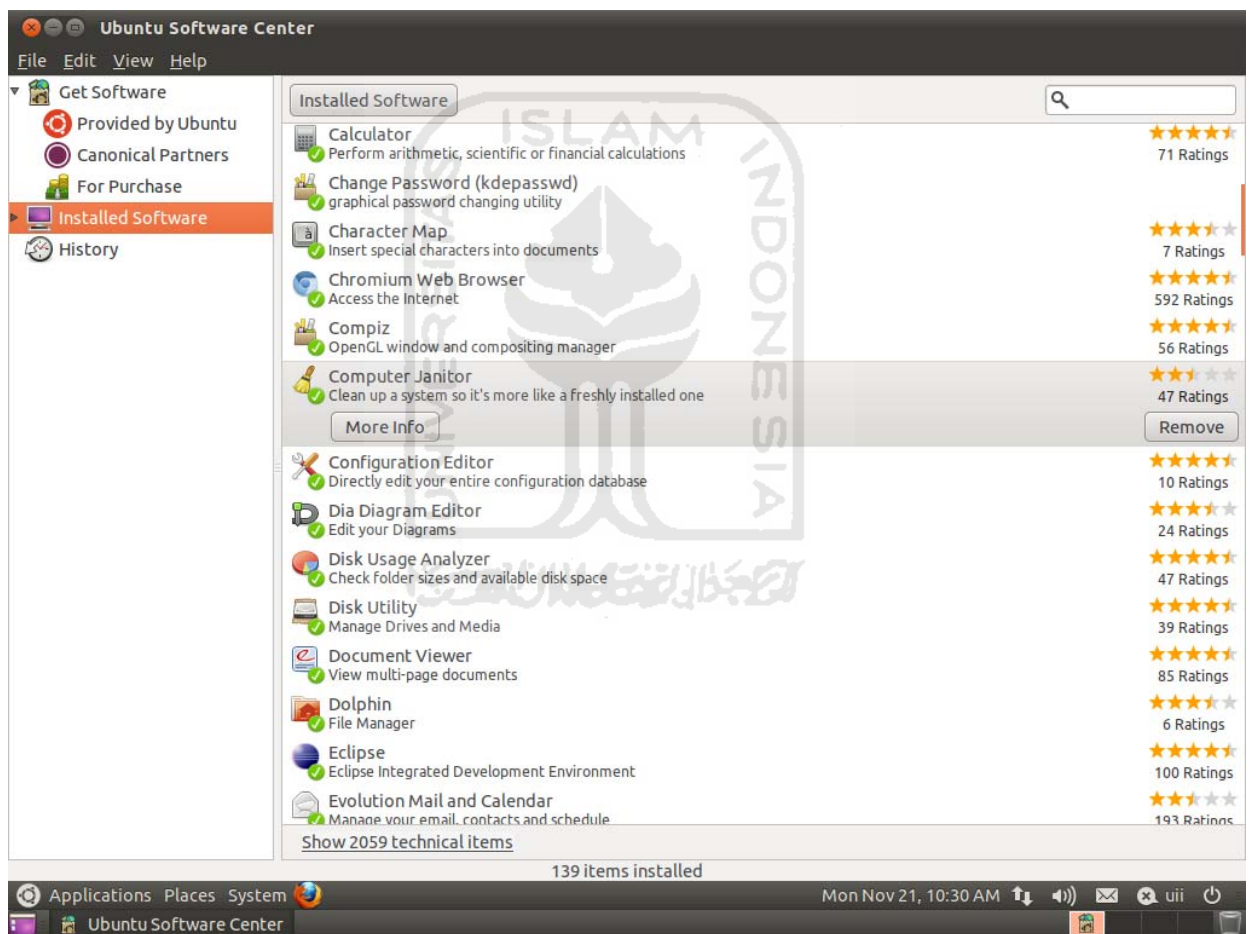 Ubuntu Software Center
File Edit View Help
Get Software
Provided by Ubuntu
Canonical Partners
For Purchase
Installed Software
History
Installed Software
Calculator
Perform arithmetic, scientific or financial calculations
71 Ratings
Change Password (kdepasswd)
graphical password changing utility
Character Map
Insert special characters into documents
7 Ratings
Chromium Web Browser
Access the Internet
592 Ratings
Compiz
OpenGL window and compositing manager
56 Ratings
Computer Janitor
Clean up a system so it's more like a freshly installed one
47 Ratings
More Info
Remove
Configuration Editor
Directly edit your entire configuration database
10 Ratings
Dia Diagram Editor
Edit your Diagrams
24 Ratings
Disk Usage Analyzer
Check folder sizes and available disk space
47 Ratings
Disk Utility
Manage Drives and Media
39 Ratings
Document Viewer
View multi-page documents
85 Ratings
Dolphin
File Manager
6 Ratings
Eclipse
Eclipse Integrated Development Environment
100 Ratings
Evolution Mail and Calendar
Manage your email, contacts and schedule
193 Ratings
Show 2059 technical items
139 items installed
Applications Places System
Mon Nov 21, 10:30 AM
uii
Ubuntu Software Center
UNIVERSITAS
ISLAM
INDONESIA